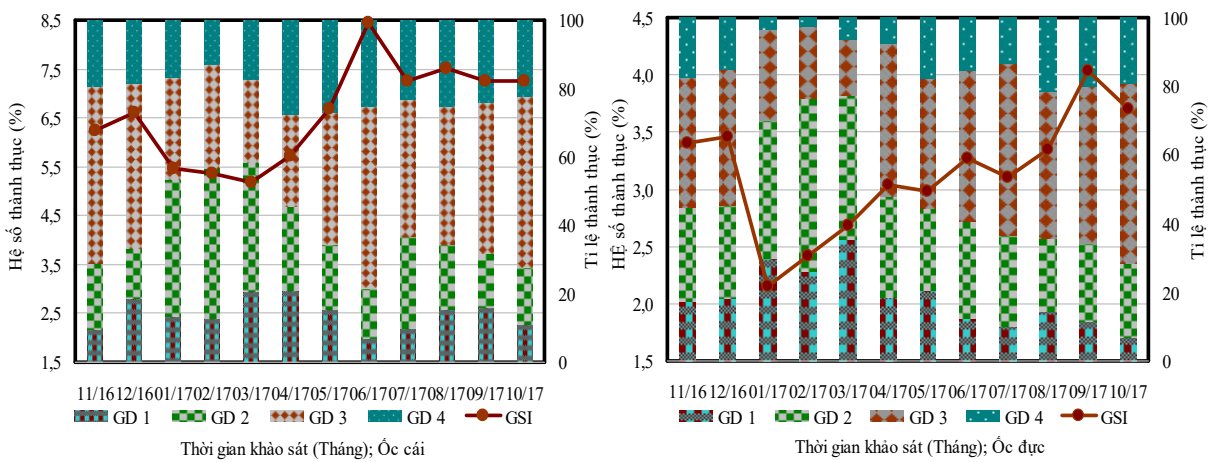 Hệ số thành thục (%)
8,5
7,5
6,5
5,5
4,5
3,5
2,5
1,5
100
80
60
40
20
0
Tỉ lệ thành thục (%)
11/16 12/16 01/17 02/17 03/17 04/17 05/17 06/17 07/17 08/17 09/17 10/17
GD 1 GD 2 GD 3 GD 4 GSI
Thời gian khảo sát (Tháng); Ốc cái
HỆ số thành thục (%)
4,5
4,0
3,5
3,0
2,5
2,0
1,5
100
80
60
40
20
0
Tỉ lệ thành thục (%)
11/16 12/16 01/17 02/17 03/17 04/17 05/17 06/17 07/17 08/17 09/17 10/17
GD 1 GD 2 GD 3 GD 4 GSI
Thời gian khảo sát (Tháng); Ốc đực